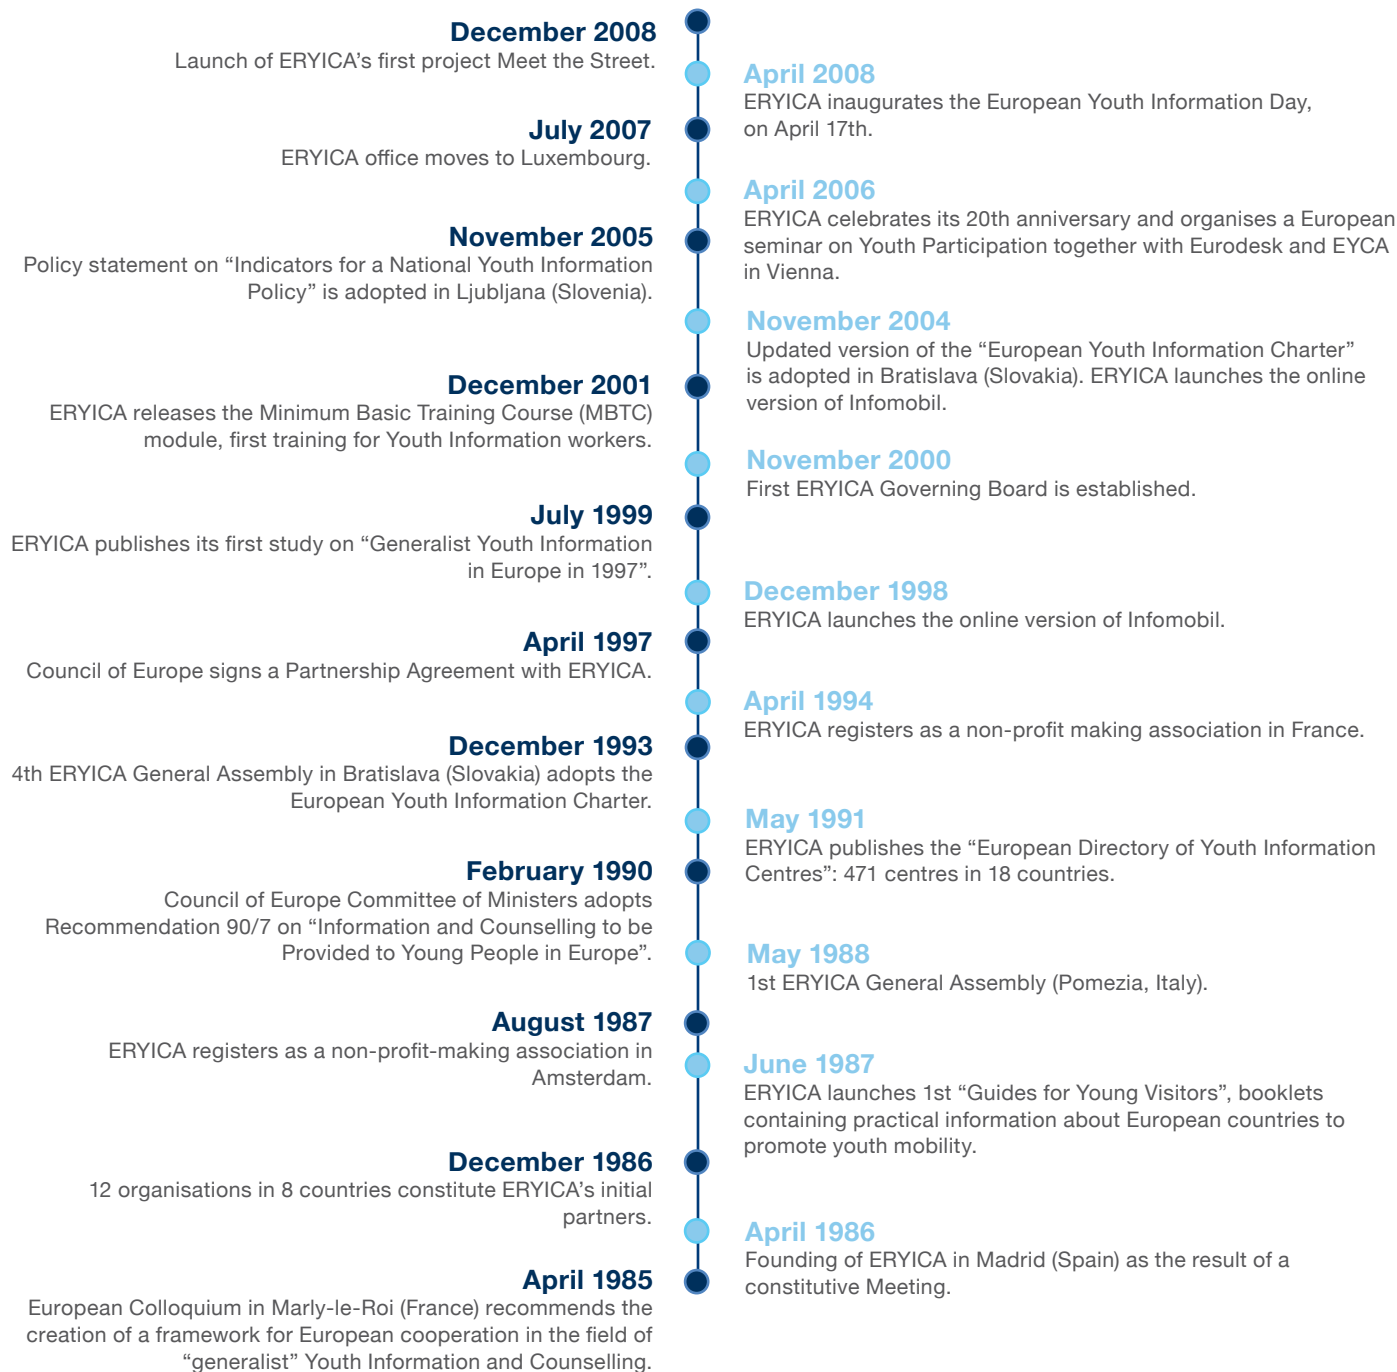 December 2008
Launch of ERYICA’s first project Meet the Street.
April 2008
ERYICA inaugurates the European Youth Information Day,
on April 17th.
July 2007
ERYICA office moves to Luxembourg.
April 2006
ERYICA celebrates its 20th anniversary and organises a European
seminar on Youth Participation together with Eurodesk and EYCA
in Vienna.
November 2005
Policy statement on “Indicators for a National Youth Information
Policy” is adopted in Ljubljana (Slovenia).
November 2004
Updated version of the “European Youth Information Charter”
is adopted in Bratislava (Slovakia). ERYICA launches the online
version of Infomobil.
December 2001
ERYICA releases the Minimum Basic Training Course (MBTC)
module, first training for Youth Information workers.
November 2000
First ERYICA Governing Board is established.
July 1999
ERYICA publishes its first study on “Generalist Youth Information
in Europe in 1997”.
December 1998
ERYICA launches the online version of Infomobil.
April 1997
Council of Europe signs a Partnership Agreement with ERYICA.
April 1994
ERYICA registers as a non-profit making association in France.
December 1993
4th ERYICA General Assembly in Bratislava (Slovakia) adopts the
European Youth Information Charter.
May 1991
ERYICA publishes the “European Directory of Youth Information
Centres”: 471 centres in 18 countries.
February 1990
Council of Europe Committee of Ministers adopts
Recommendation 90/7 on “Information and Counselling to be
Provided to Young People in Europe”.
May 1988
1st ERYICA General Assembly (Pomezia, Italy).
August 1987
ERYICA registers as a non-profit-making association in
Amsterdam.
June 1987
ERYICA launches 1st “Guides for Young Visitors”, booklets
containing practical information about European countries to
promote youth mobility.
December 1986
12 organisations in 8 countries constitute ERYICA’s initial
partners.
April 1986
Founding of ERYICA in Madrid (Spain) as the result of a
constitutive Meeting.
April 1985
European Colloquium in Marly-le-Roi (France) recommends the
creation of a framework for European cooperation in the field of
“generalist” Youth Information and Counselling.